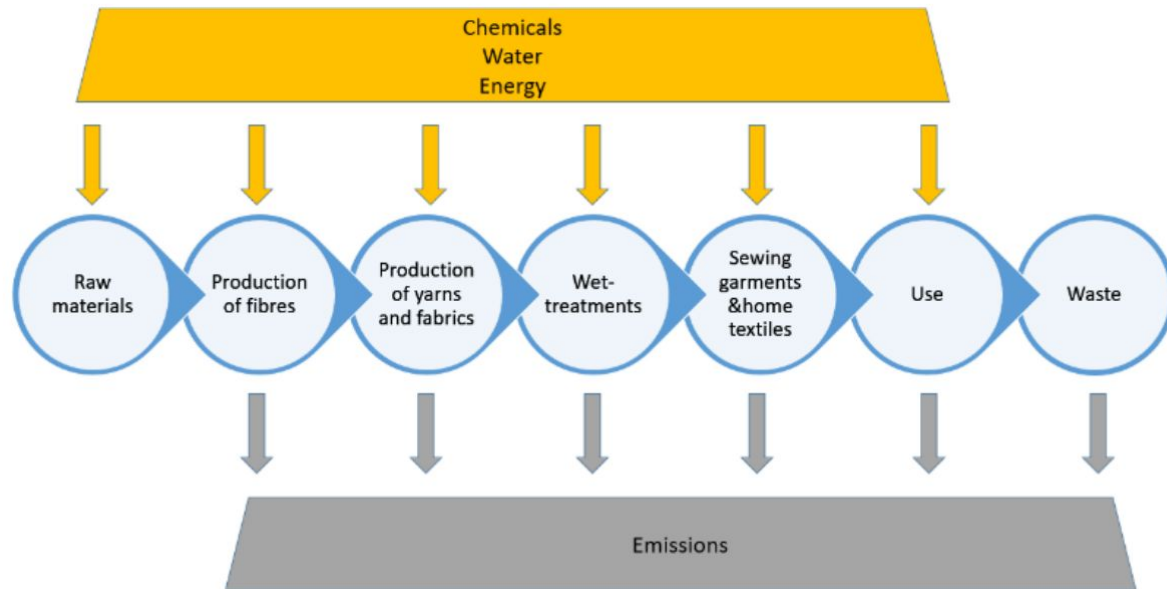 Chemicals
Water
Energy
Raw
materials
Production
of fibres
Production
of yarns
and fabrics
Wet-
treatments
Sewing
garments
&home
textiles
Use
Waste
Emissions